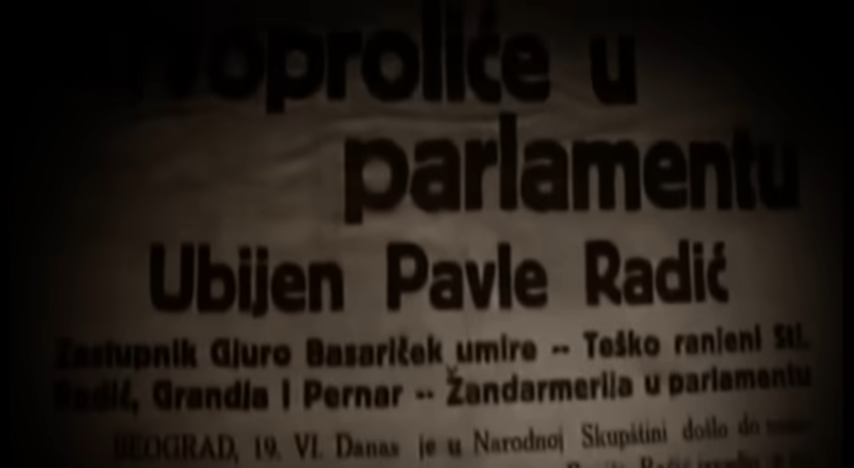 u
parlamentu
Ubijen Pavle Radić
Zastupnik Gjuro Basariček umire -- Teško ranjeni Stj.
Radić, Grandja i Pernar -- Žandarmerija u parlamentu
BEOGRAD, 19. VI. Danas je u Narodnoj Skupštini došlo do